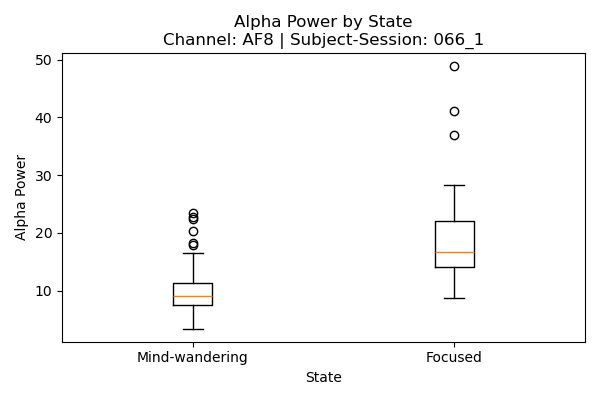 Alpha Power by State
Channel: AF8 | Subject-Session: 066_1
Alpha Power
50
40
30
20
10
Mind-wandering
Focused
State